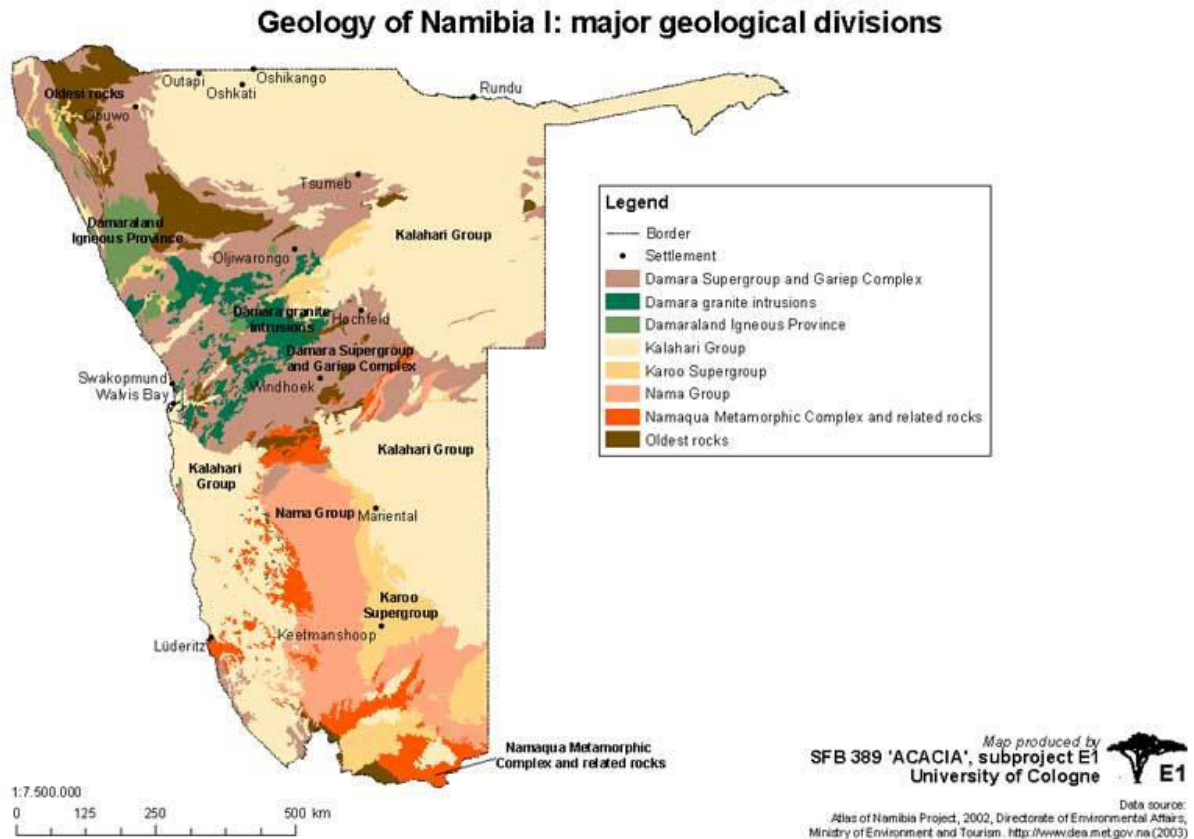 Geology of Namibia I: major geological divisions
Outapi
Oshikango
Oshkati
Rundu
Oldest rocks
Opuwo
Tsumeb
Damaraland
Igneous Province
Kalahari Group
Oljiwarongo
Damara granite
intrusions
Hochfeld
Damara Supergroup
and Gariep Complex
Swakopmund
Walvis Bay
Windhoek
Kalahari
Group
Kalahari Group
Nama Group
Mariental
Karoo
Supergroup
Keetmanshoop
Lüderitz
Namaqua Metamorphic
Complex and related rocks
Legend
Border
Settlement
Damara Supergroup and Gariep Complex
Damara granite intrusions
Damaraland Igneous Province
Kalahari Group
Karoo Supergroup
Nama Group
Namaqua Metamorphic Complex and related rocks
Oldest rocks
1:7.500.000
0 125 250 500 km
Map produced by
SFB 389 'ACACIA', subproject E1
University of Cologne
E1
Data source:
Atlas of Namibia Project, 2002, Directorate of Environmental Affairs,
Ministry of Environment and Tourism. http://www.dea.met.gov.na (2003)